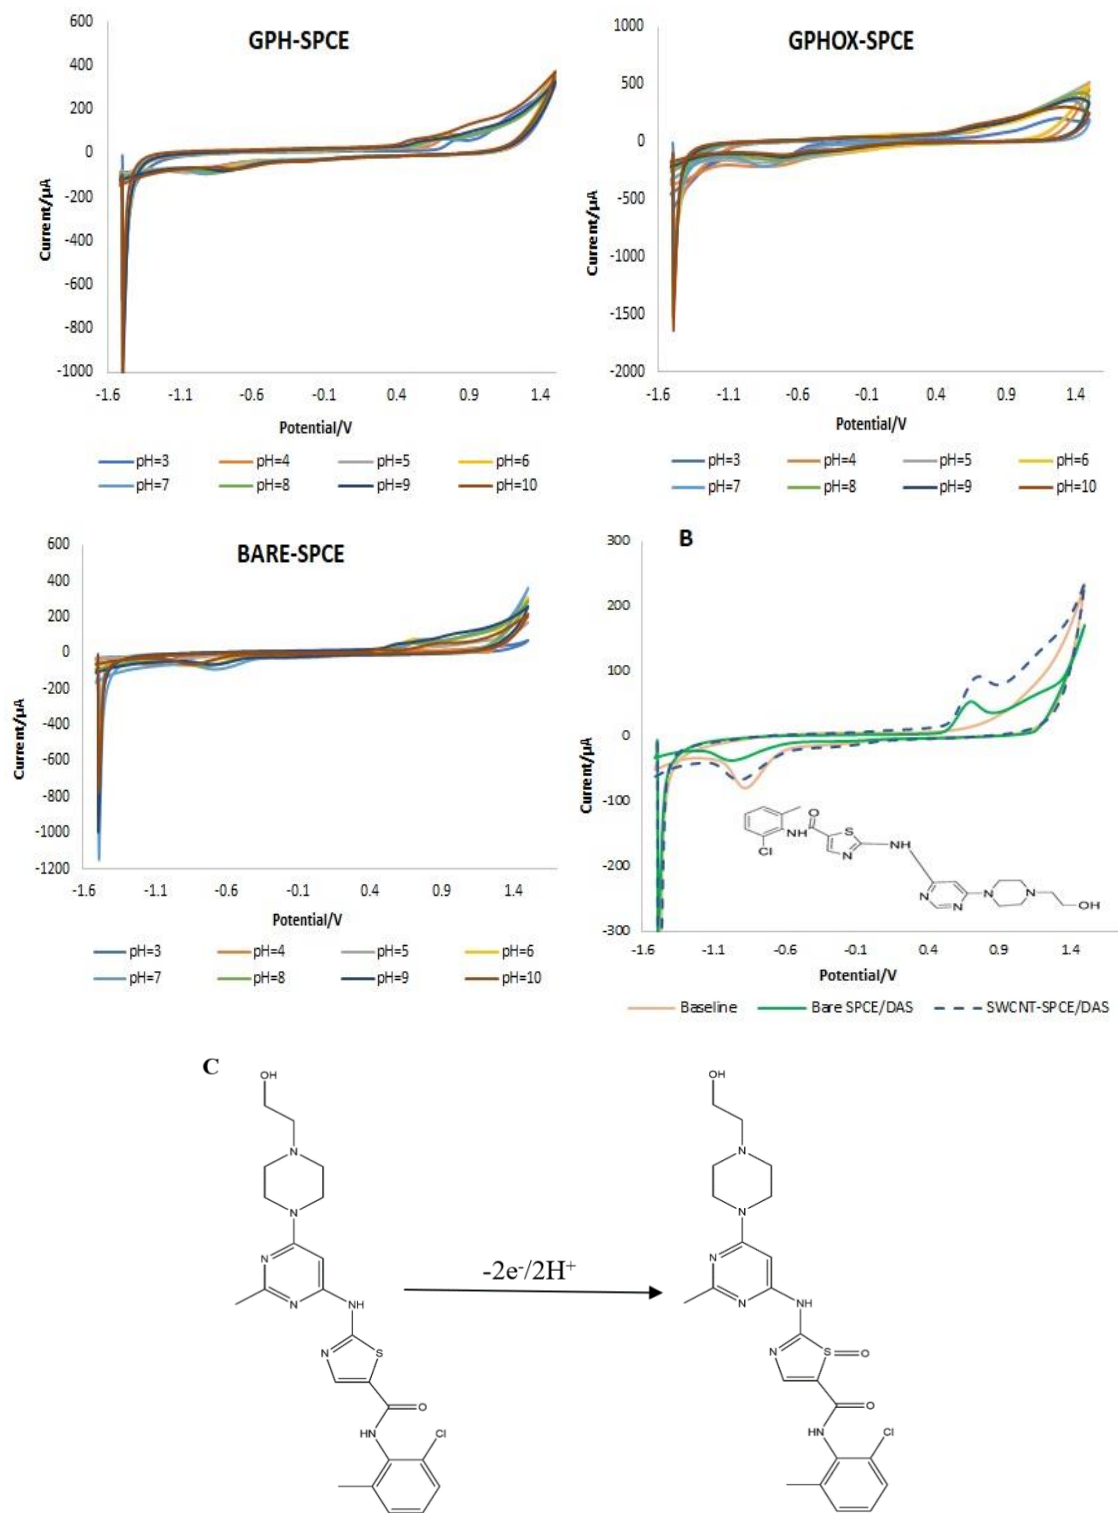 GPH-SPCE
600
400
200
0
-200
-400
-600
-800
-1000
Current/µA
-1.6 -1.1 -0.6 -0.1 0.4 0.9 1.4
Potential/V
pH=3 pH=4 pH=5 pH=6
pH=7 pH=8 pH=9 pH=10
GPHOX-SPCE
1000
500
0
-500
-1000
-1500
-2000
Current/µA
-1.6 -1.1 -0.6 -0.1 0.4 0.9 1.4
Potential/V
pH=3 pH=4 pH=5 pH=6
pH=7 pH=8 pH=9 pH=10
BARE-SPCE
600
400
200
0
-200
-400
-600
-800
-1000
-1200
Current/µA
-1.6 -1.1 -0.6 -0.1 0.4 0.9 1.4
Potential/V
pH=3 pH=4 pH=5 pH=6
pH=7 pH=8 pH=9 pH=10
B
300
200
100
0
-100
-200
-300
Current/µA
O
NH
Cl
S
N
NH
N
N
N
N
OH
-1.6 -1.1 -0.6 -0.1 0.4 0.9 1.4
Potential/V
Baseline Bare SPCE/DAS SWCNT-SPCE/DAS
C
OH
N
N
N
N
NH
N
S
O
HN
Cl
-2e⁻/2H⁺
OH
N
N
N
N
NH
N
S
O
O
HN
Cl